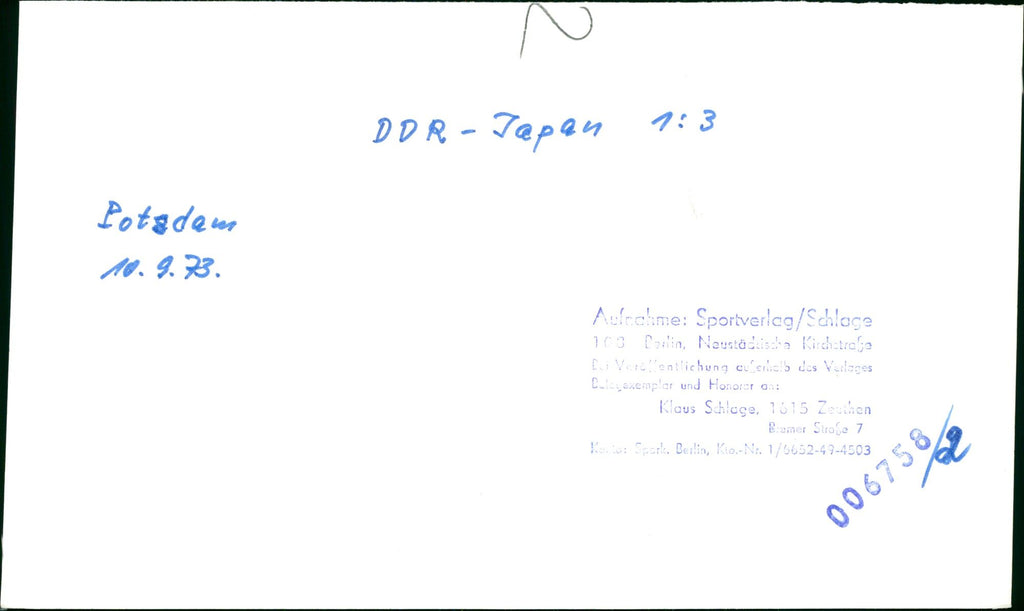 DDR - Japan 1:3
Potsdam
10.9.73.
Aufnahme: Sportverlag/Schlage
108 Berlin, Neustädtische Kirchstraße
Bei Veröffentlichung außerhalb des Verlages
Belegexemplar und Honorar an:
Klaus Schlage, 1615 Zeuthen
Bremer Straße 7
Konto: Spark. Berlin, Kto.-Nr. 1/6652-49-4503
006758/2